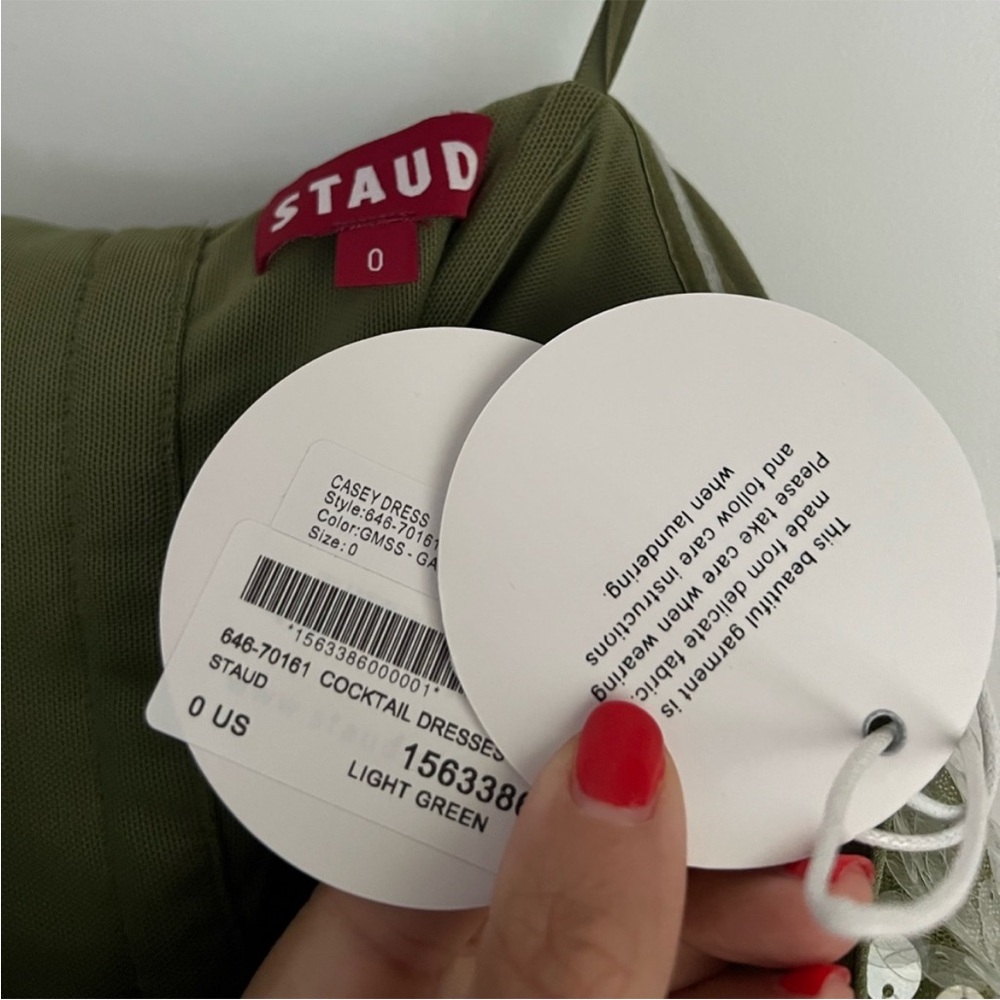 STAUD
0
CASEY DRESS
Style:646-70161
Color:GMSS - GA
Size: 0
*1563386000001*
646-70161 COCKTAIL DRESSES
STAUD
0 US
1563386
LIGHT GREEN
This beautiful garment is
made from delicate fabric.
Please take care when wearing
and follow care instructions
when laundering